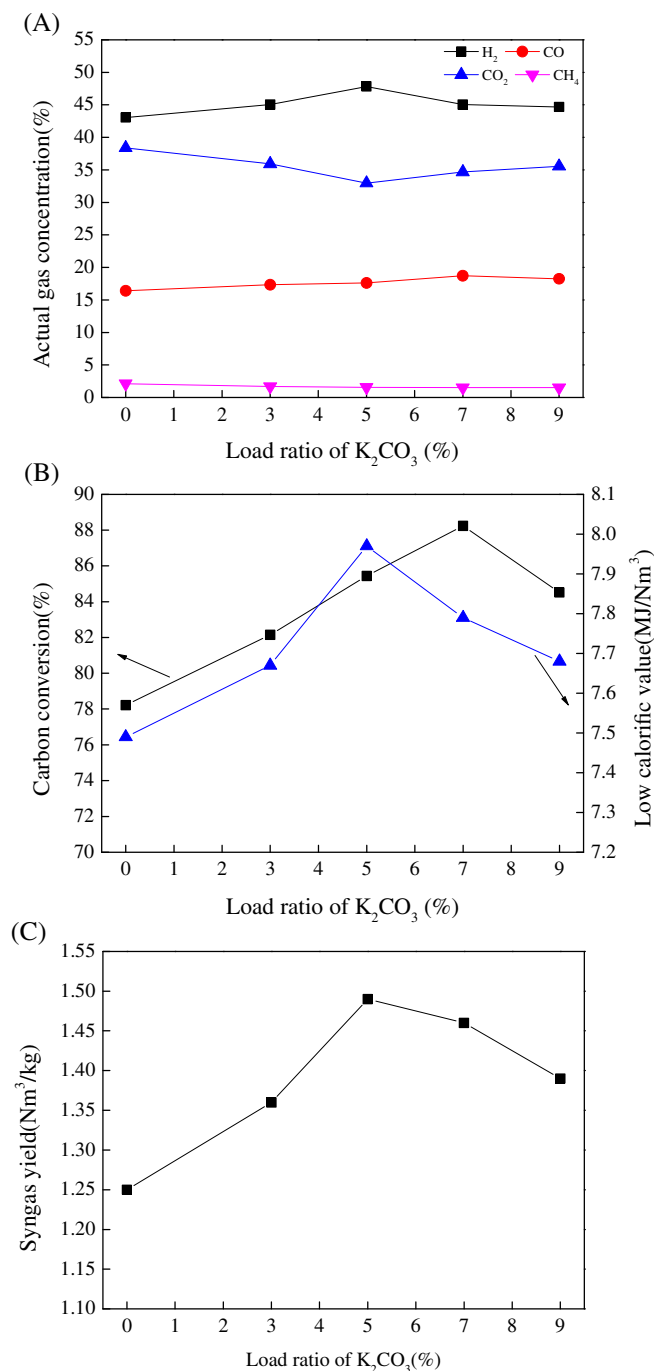 (A)
H₂ CO
CO₂ CH₄
Actual gas concentration(%)
55
50
45
40
35
30
25
20
15
10
5
0
0 1 2 3 4 5 6 7 8 9
Load ratio of K₂CO₃ (%)
(B)
Carbon conversion(%)
90
88
86
84
82
80
78
76
74
72
70
8.1
8.0
7.9
7.8
7.7
7.6
7.5
7.4
7.3
7.2
Low calorific value(MJ/Nm³)
0 1 2 3 4 5 6 7 8 9
Load ratio of K₂CO₃ (%)
(C)
Syngas yield(Nm³/kg)
1.55
1.50
1.45
1.40
1.35
1.30
1.25
1.20
1.15
1.10
0 1 2 3 4 5 6 7 8 9
Load ratio of K₂CO₃(%)